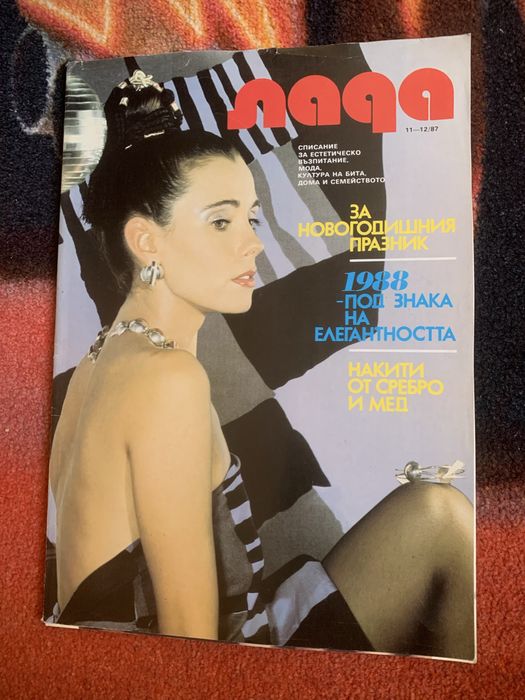 лада
11—12/87
СПИСАНИЕ
ЗА ЕСТЕТИЧЕСКО
ВЪЗПИТАНИЕ,
МОДА,
КУЛТУРА НА БИТА,
ДОМА И СЕМЕЙСТВОТО
ЗА
НОВОГОДИШНИЯ
ПРАЗНИК
1988
-ПОД ЗНАКА
НА
ЕЛЕГАНТНОСТТА
НАКИТИ
ОТ СРЕБРО
И МЕД